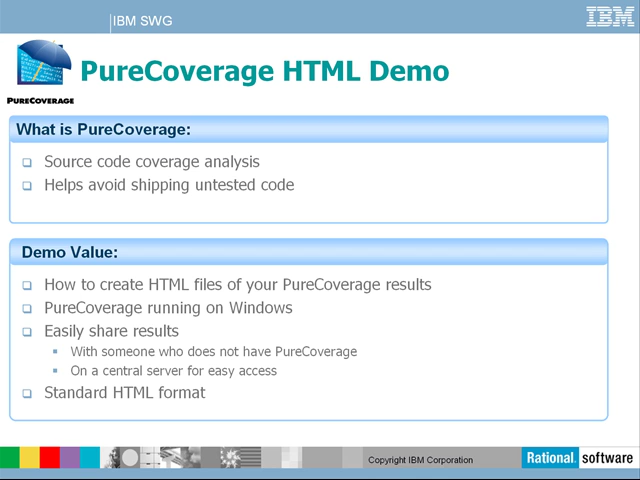 IBM SWG
IBM
PureCoverage HTML Demo
PURECOVERAGE
What is PureCoverage:
Source code coverage analysis
Helps avoid shipping untested code
Demo Value:
How to create HTML files of your PureCoverage results
PureCoverage running on Windows
Easily share results
With someone who does not have PureCoverage
On a central server for easy access
Standard HTML format
Copyright IBM Corporation
Rational. software